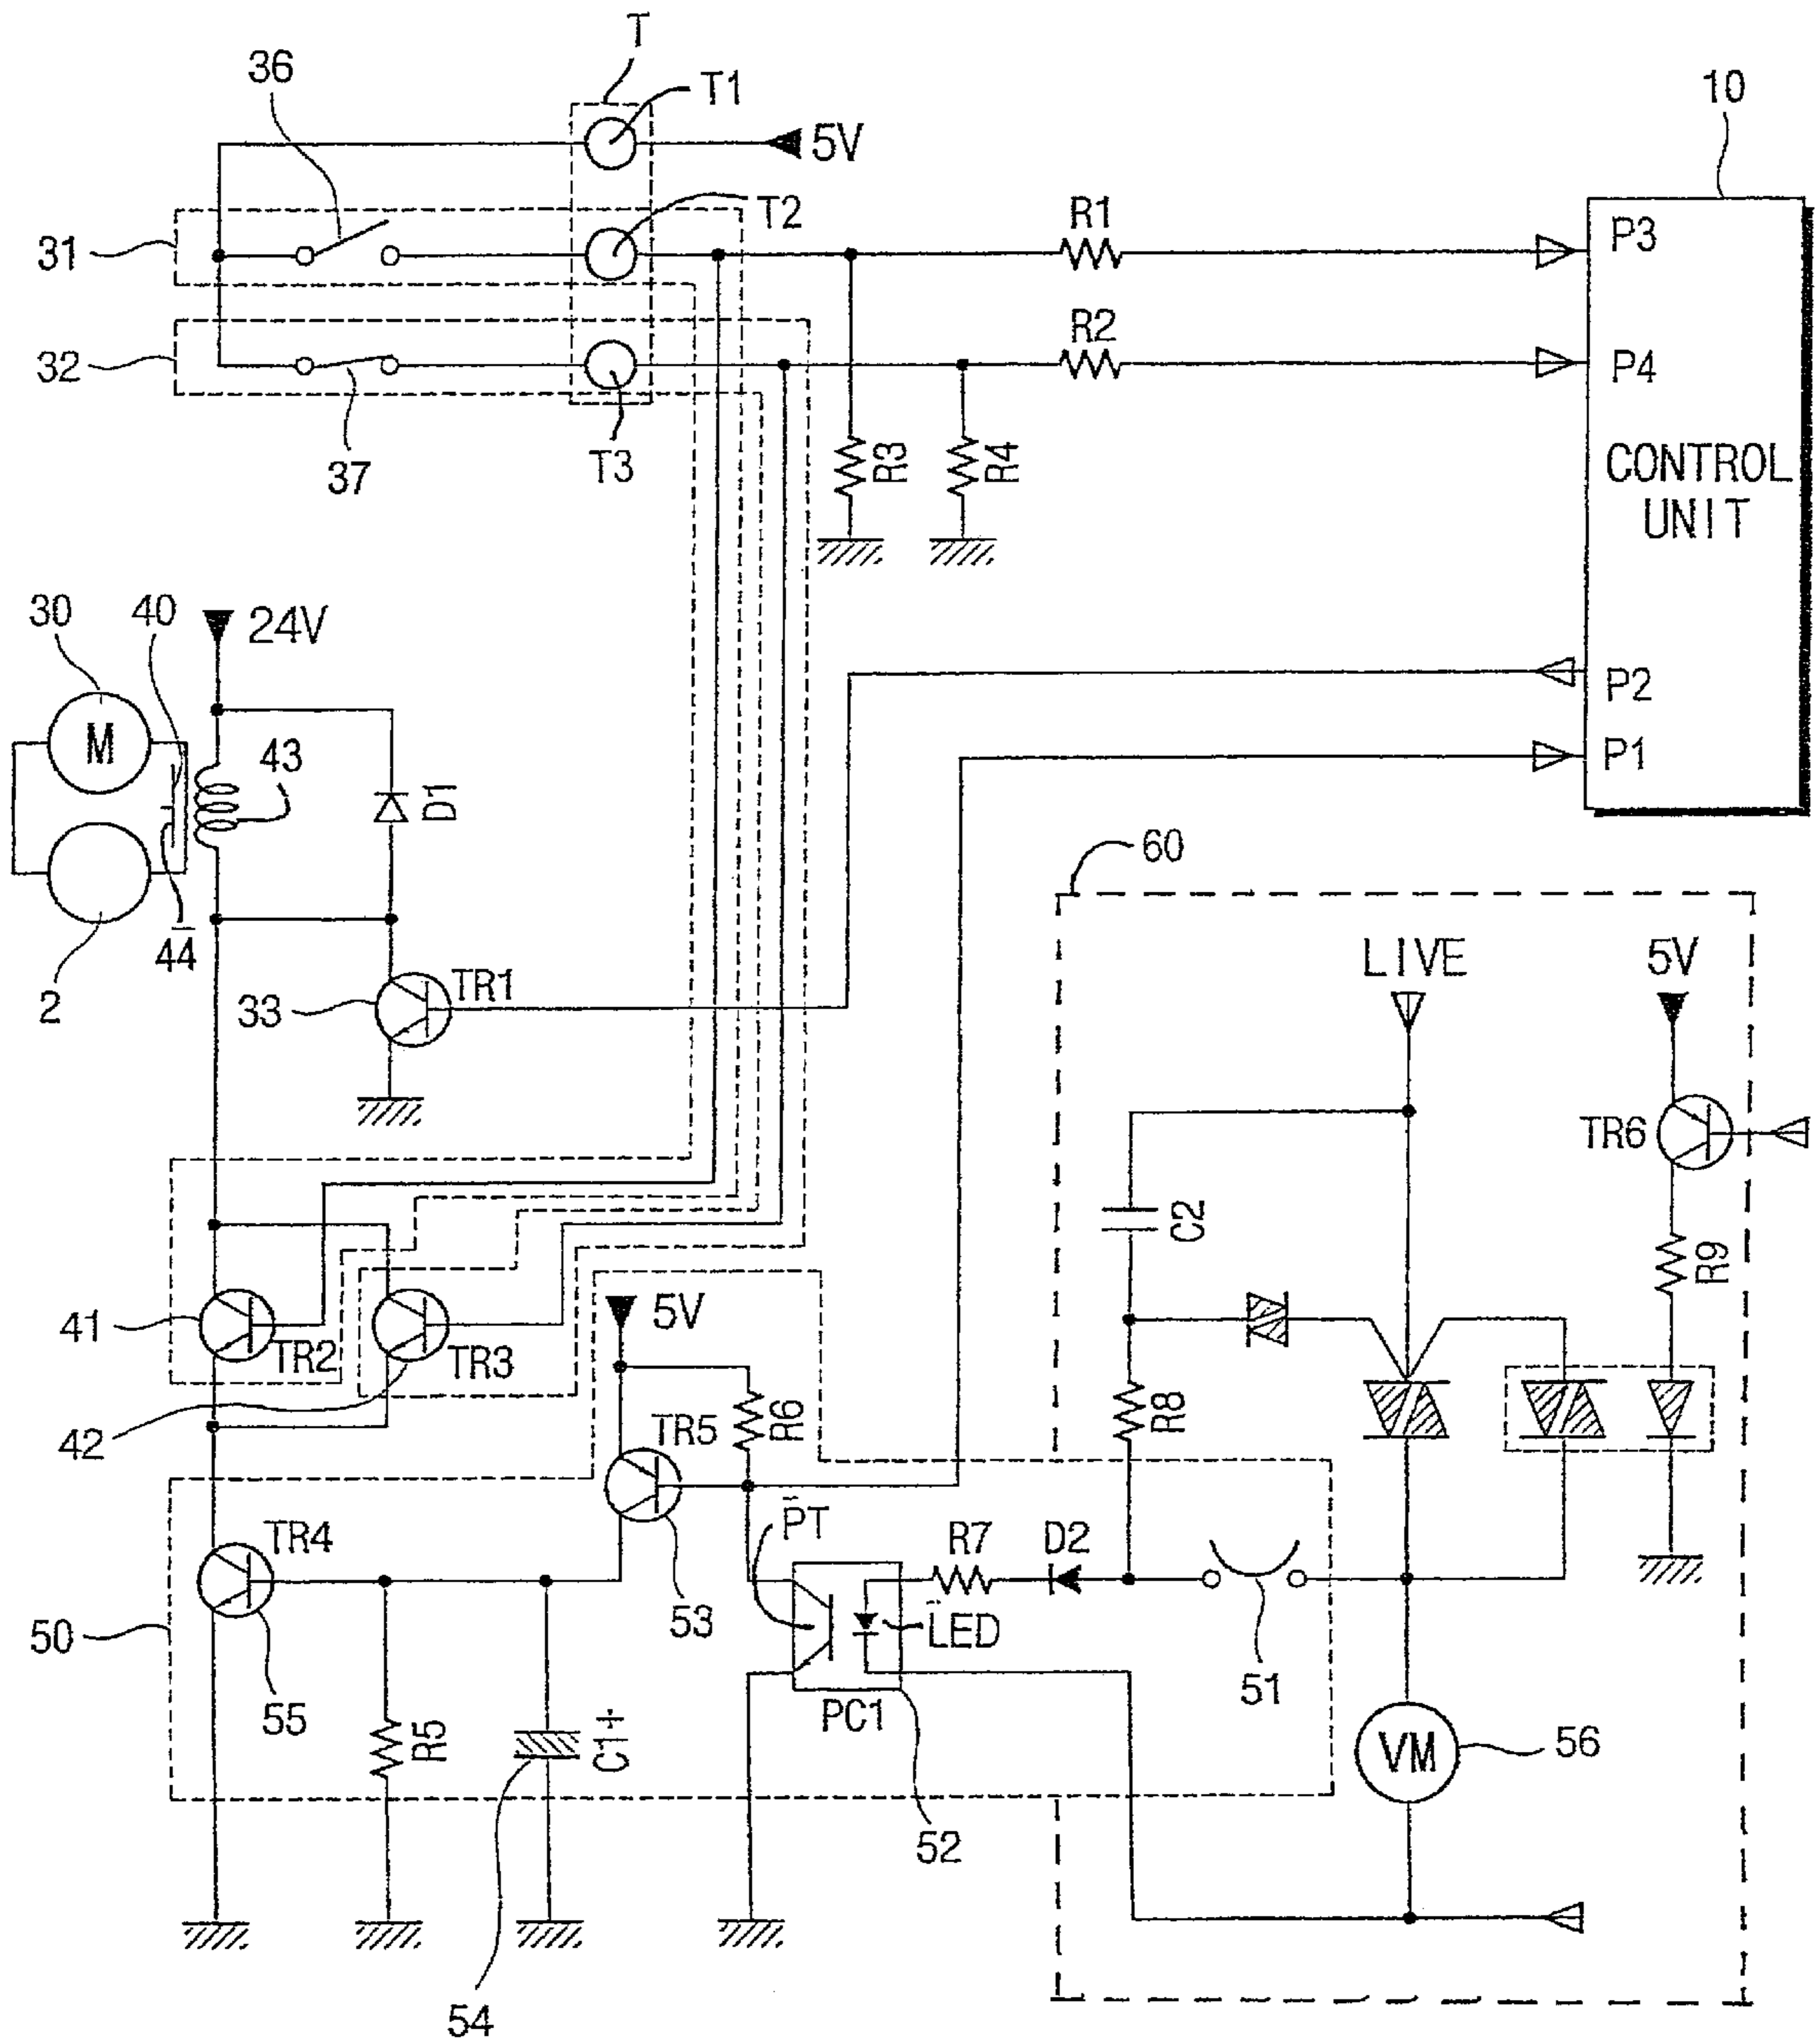 T
36
T1
10
5V
T2
31
R1
P3
32
R2
P4
37
T3
R3
R4
CONTROL
UNIT
30
40
24V
P2
M
43
D1
P1
60
44
2
33
TR1
LIVE
5V
TR6
C2
R9
41
TR2
TR3
5V
42
TR5
R6
R8
TR4
PT
R7
D2
50
53
LED
51
55
R5
C1+
PC1
VM
56
52
54